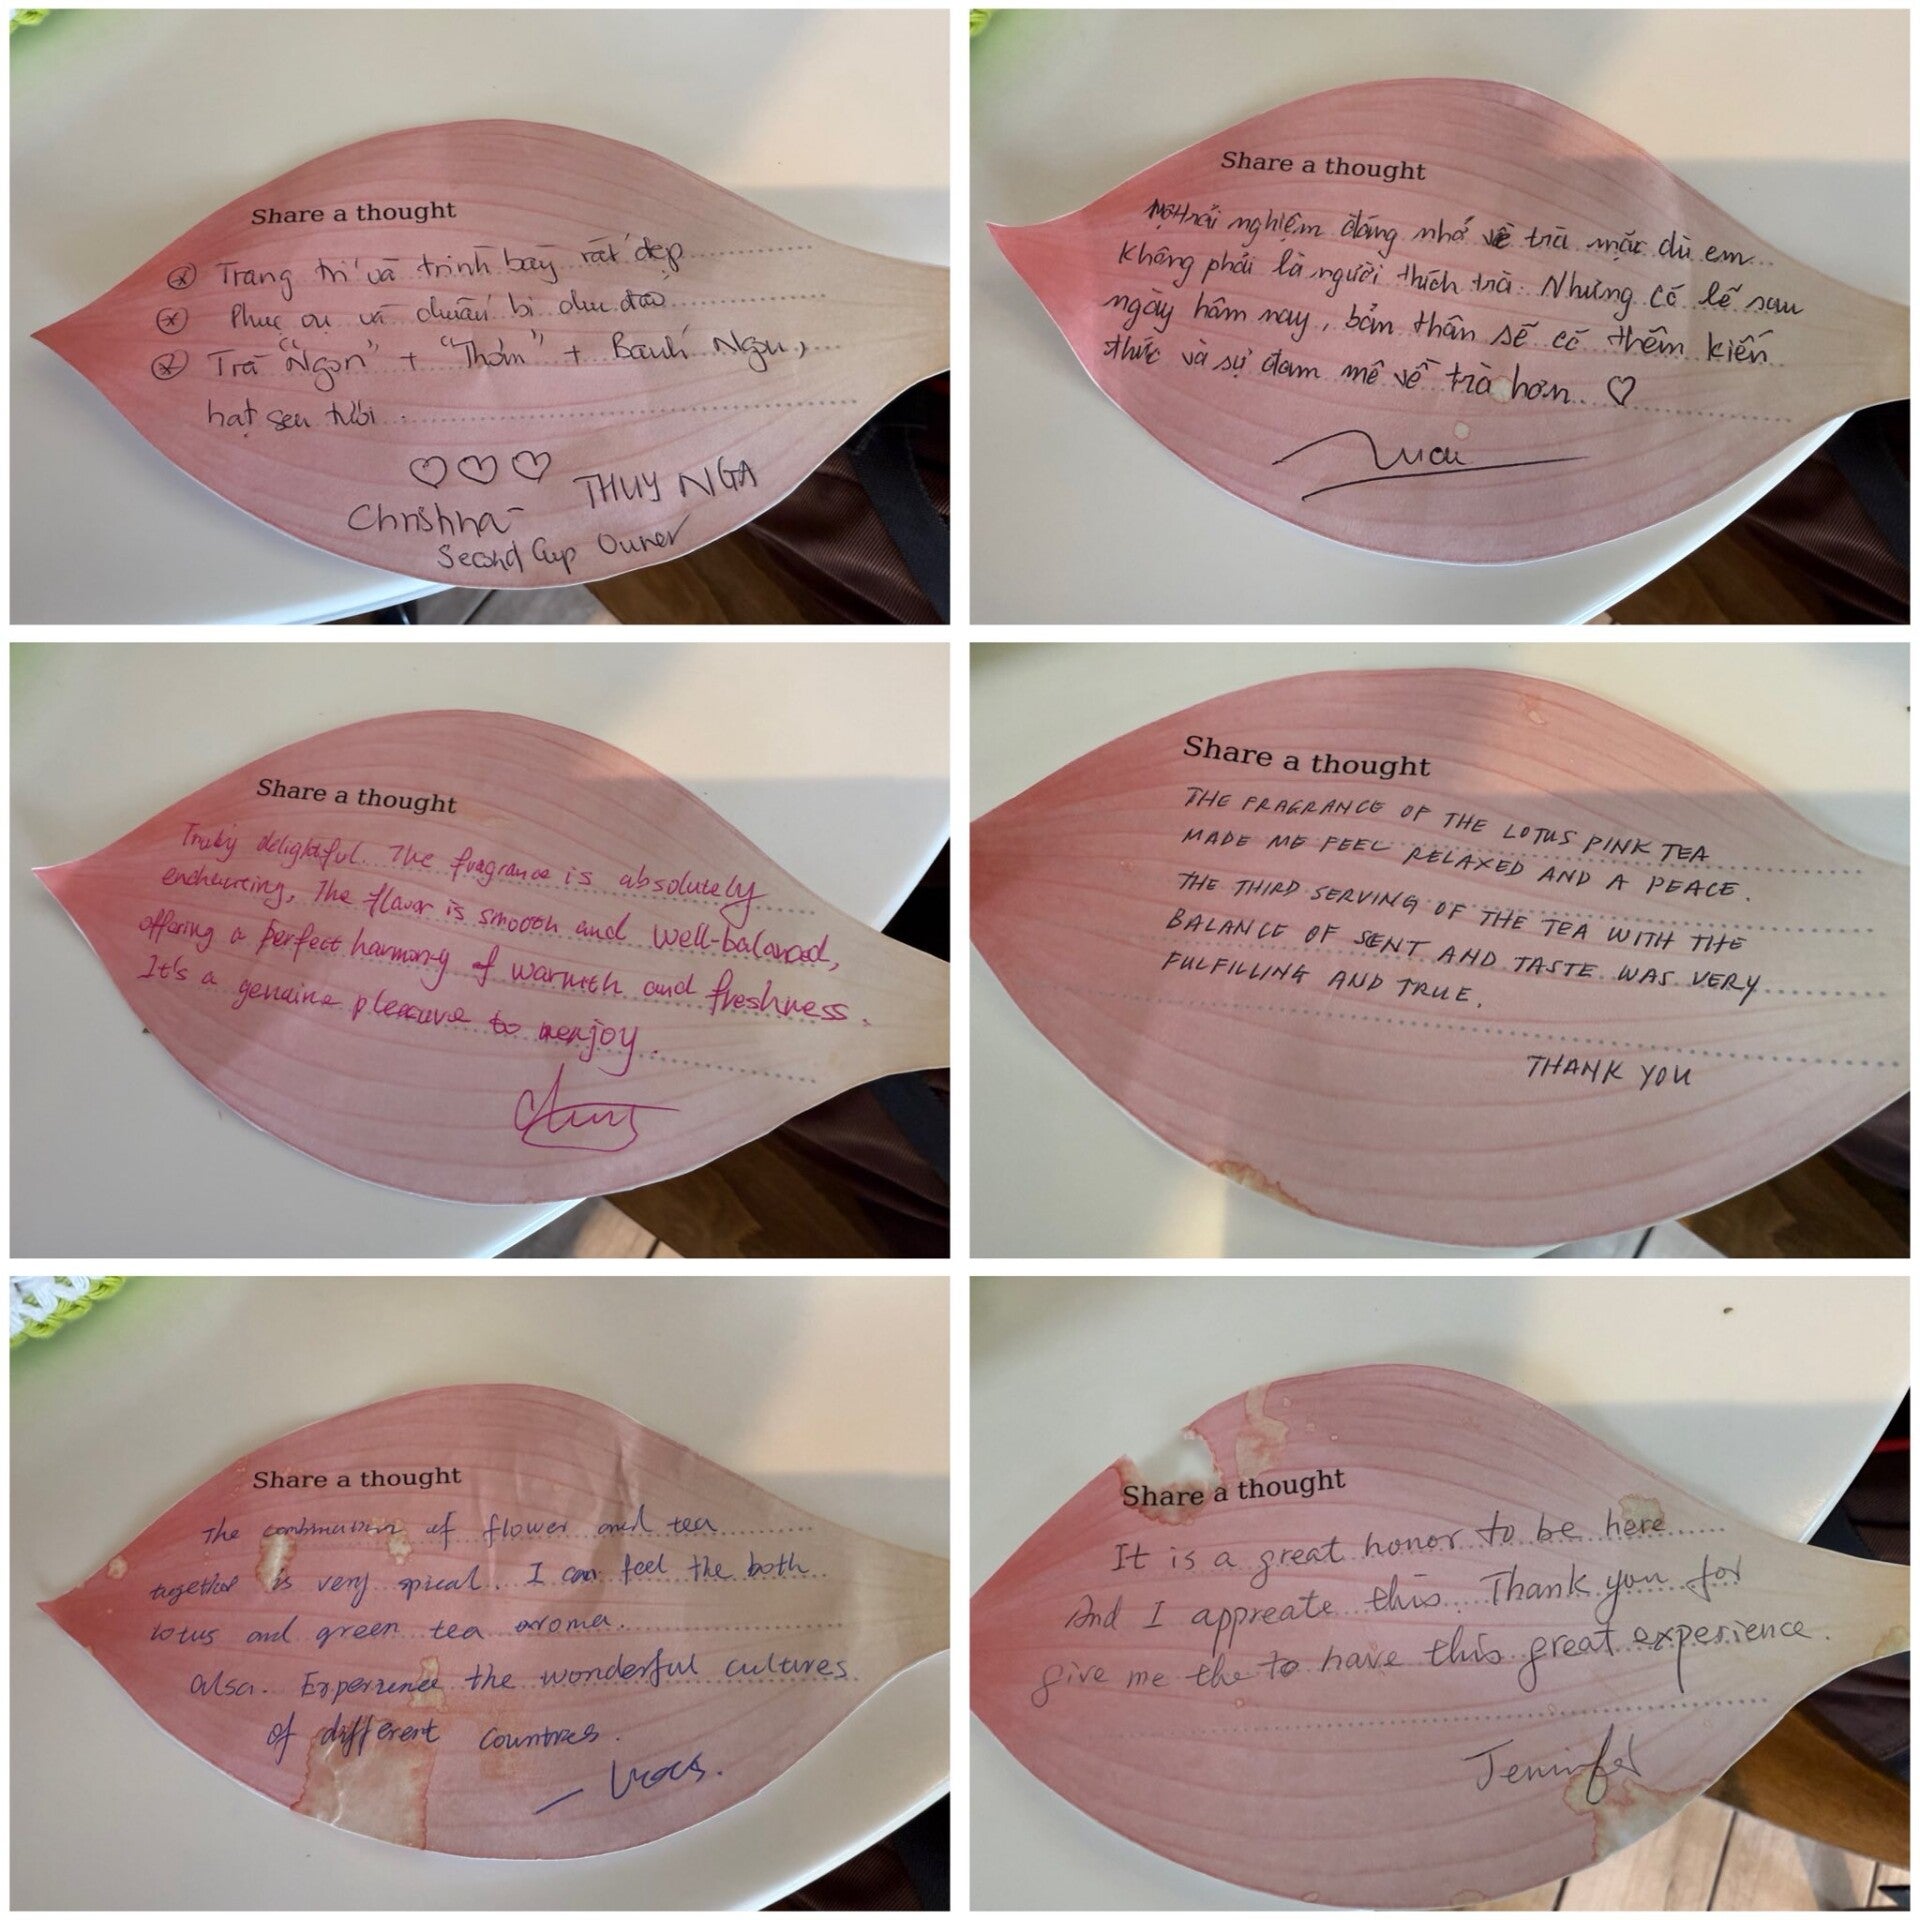 Share a thought
Trang trí và trình bày rất đẹp
Phục vụ và chuẩn bị chu đáo
Trà "Ngon" + "Thơm" + Bánh Ngon,
hạt sen tươi.
THUY NGA
Christina -
Second Cup Owner
Share a thought
Một trải nghiệm đáng nhớ về trà mặc dù em
không phải là người thích trà. Nhưng có lẽ sau
ngày hôm nay, bản thân sẽ có thêm kiến
thức và sự đam mê về trà hơn ♡
Share a thought
Truly delightful. The fragrance is absolutely
enchanting, The flavor is smooth and well-balanced,
offering a perfect harmony of warmth and freshness.
It's a genuine pleasure to enjoy.
Share a thought
THE FRAGRANCE OF THE LOTUS PINK TEA
MADE ME FEEL RELAXED AND A PEACE.
THE THIRD SERVING OF THE TEA WITH THE
BALANCE OF SENT AND TASTE WAS VERY
FULFILLING AND TRUE.
THANK YOU
Share a thought
The combination of flower and tea
together is very spical. I can feel the both
lotus and green tea aroma.
also. Experience the wonderful cultures
of different countries.
Share a thought
It is a great honor to be here
And I appreate this. Thank you for
give me the to have this great experience.
Jennifer